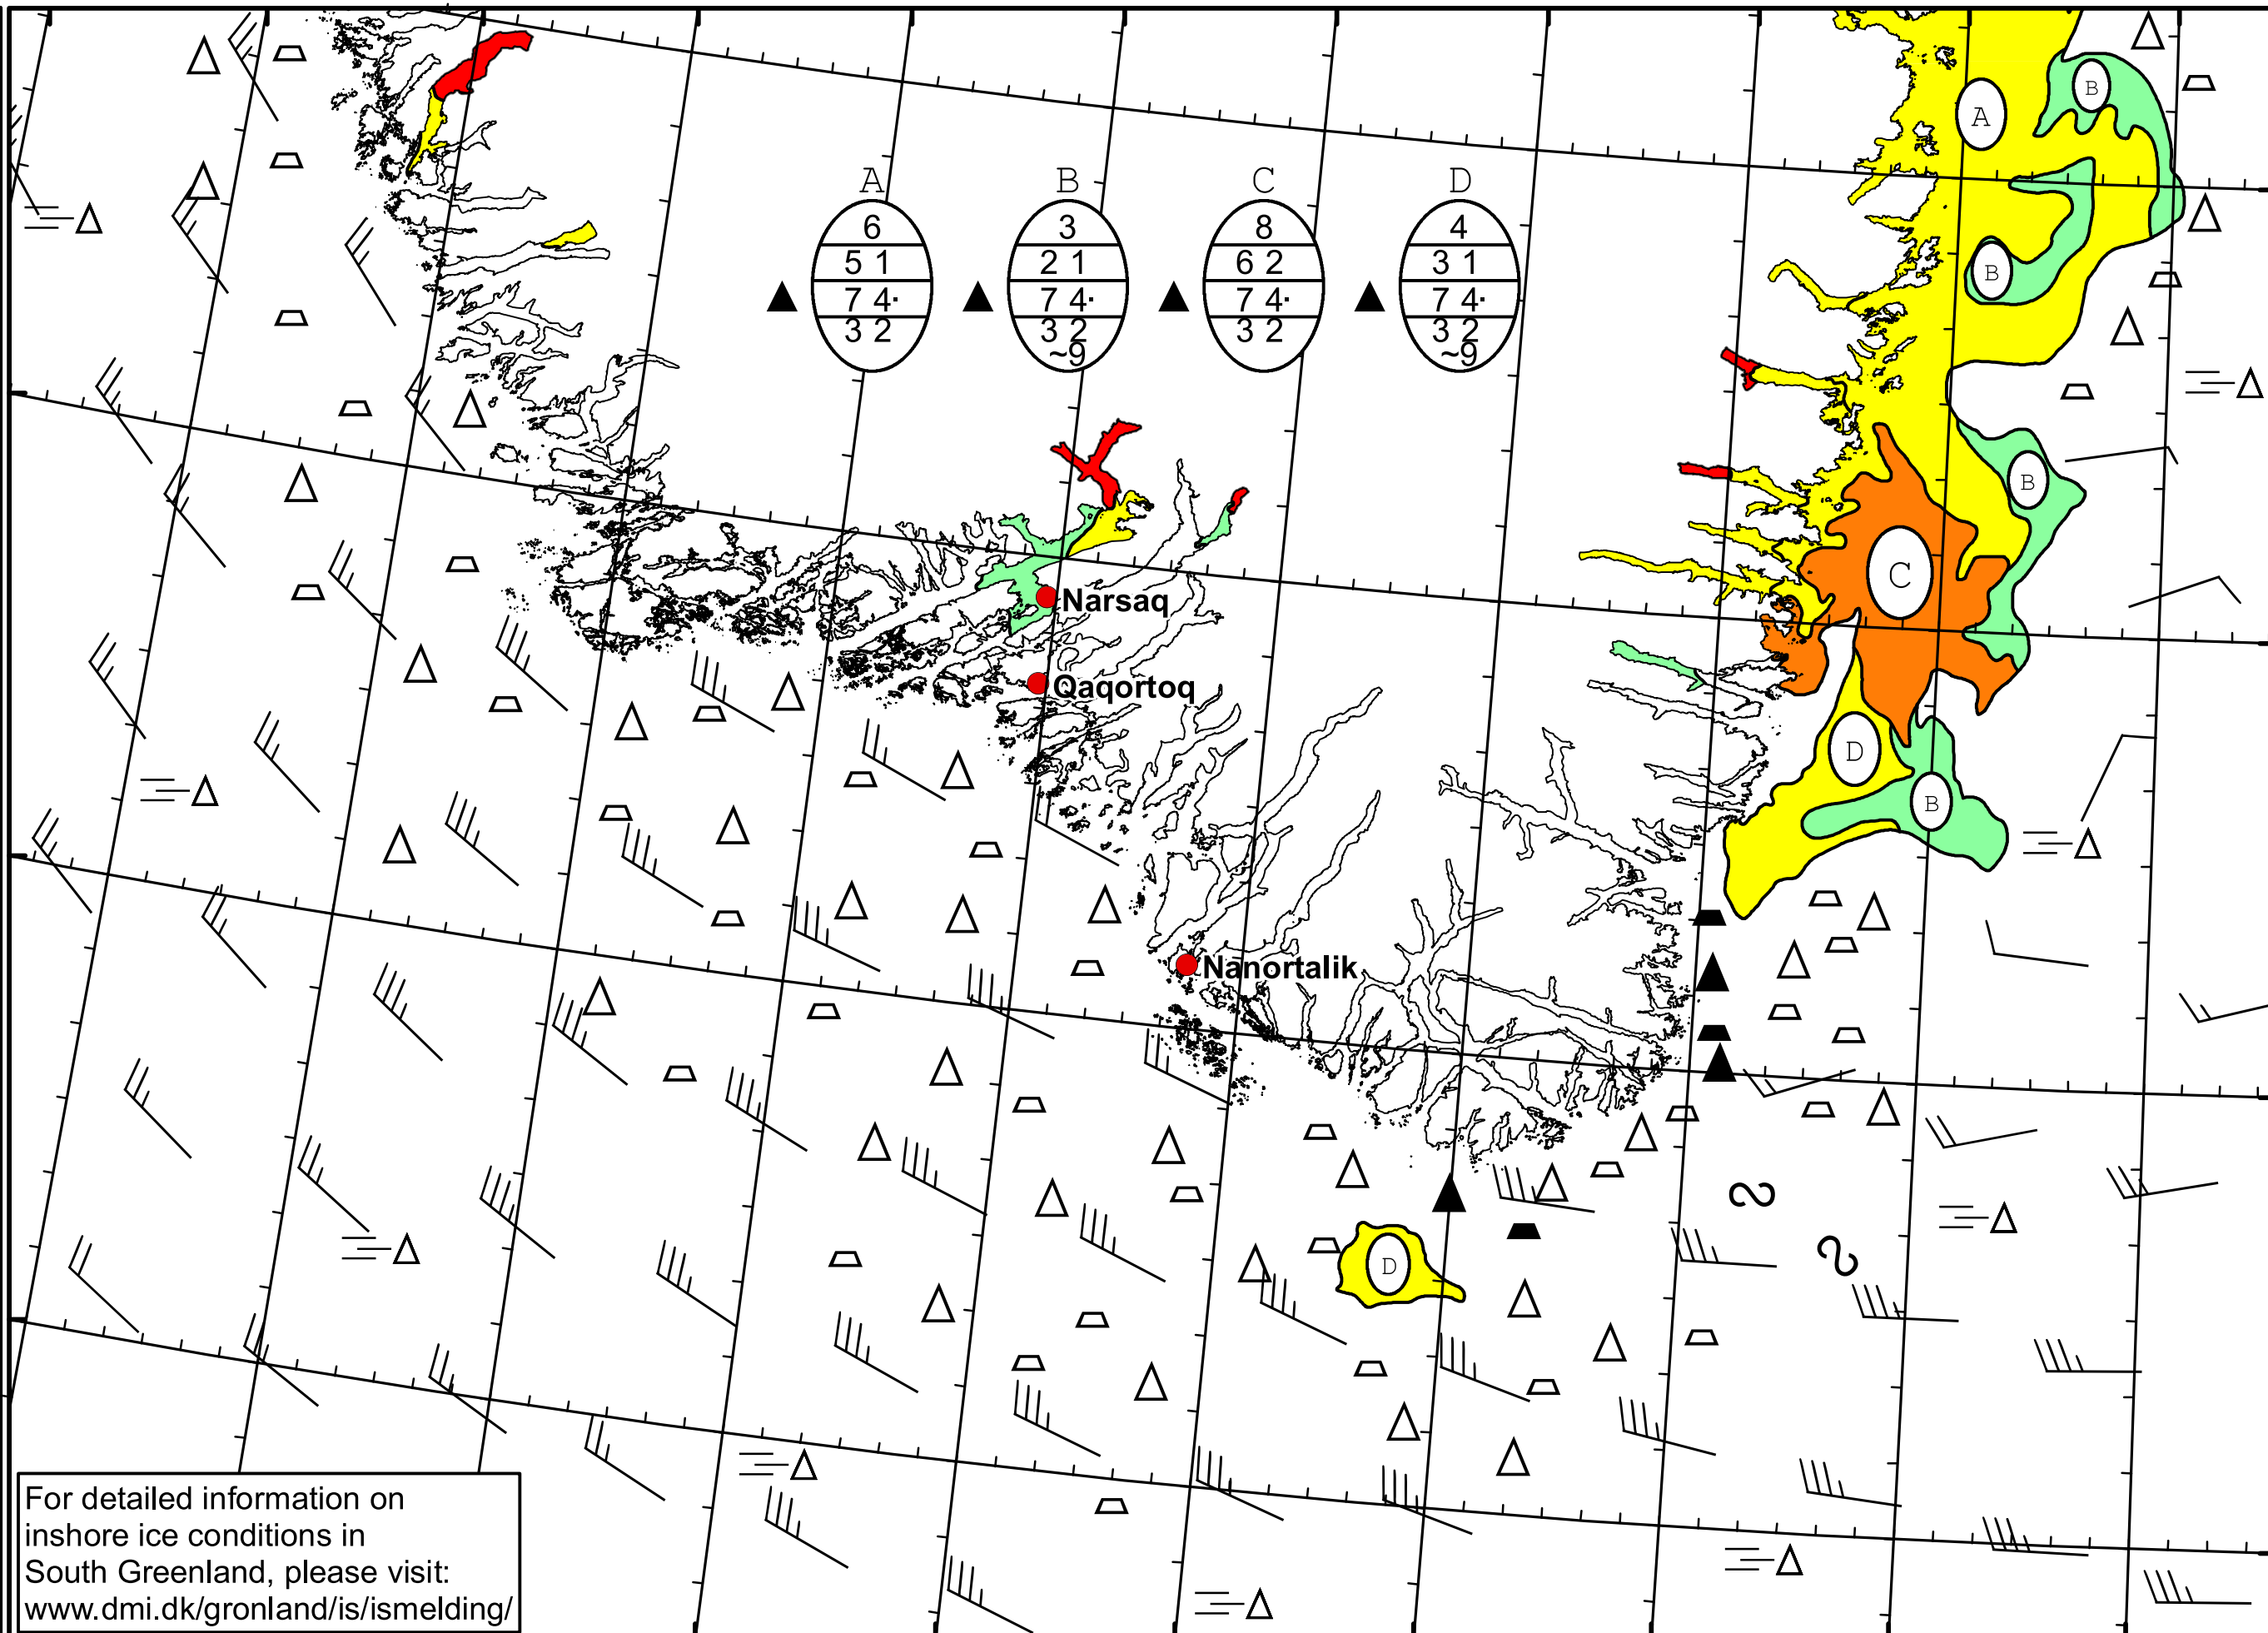 A B C D
6 3 8 4
5 1 2 1 6 2 3 1
7 4· 7 4· 7 4· 7 4·
3 2 3 2 3 2 3 2
~9 ~9
B
A
B
B
C
Narsaq
Qaqortoq
D
B
Nanortalik
D
For detailed information on
inshore ice conditions in
South Greenland, please visit:
www.dmi.dk/gronland/is/ismelding/